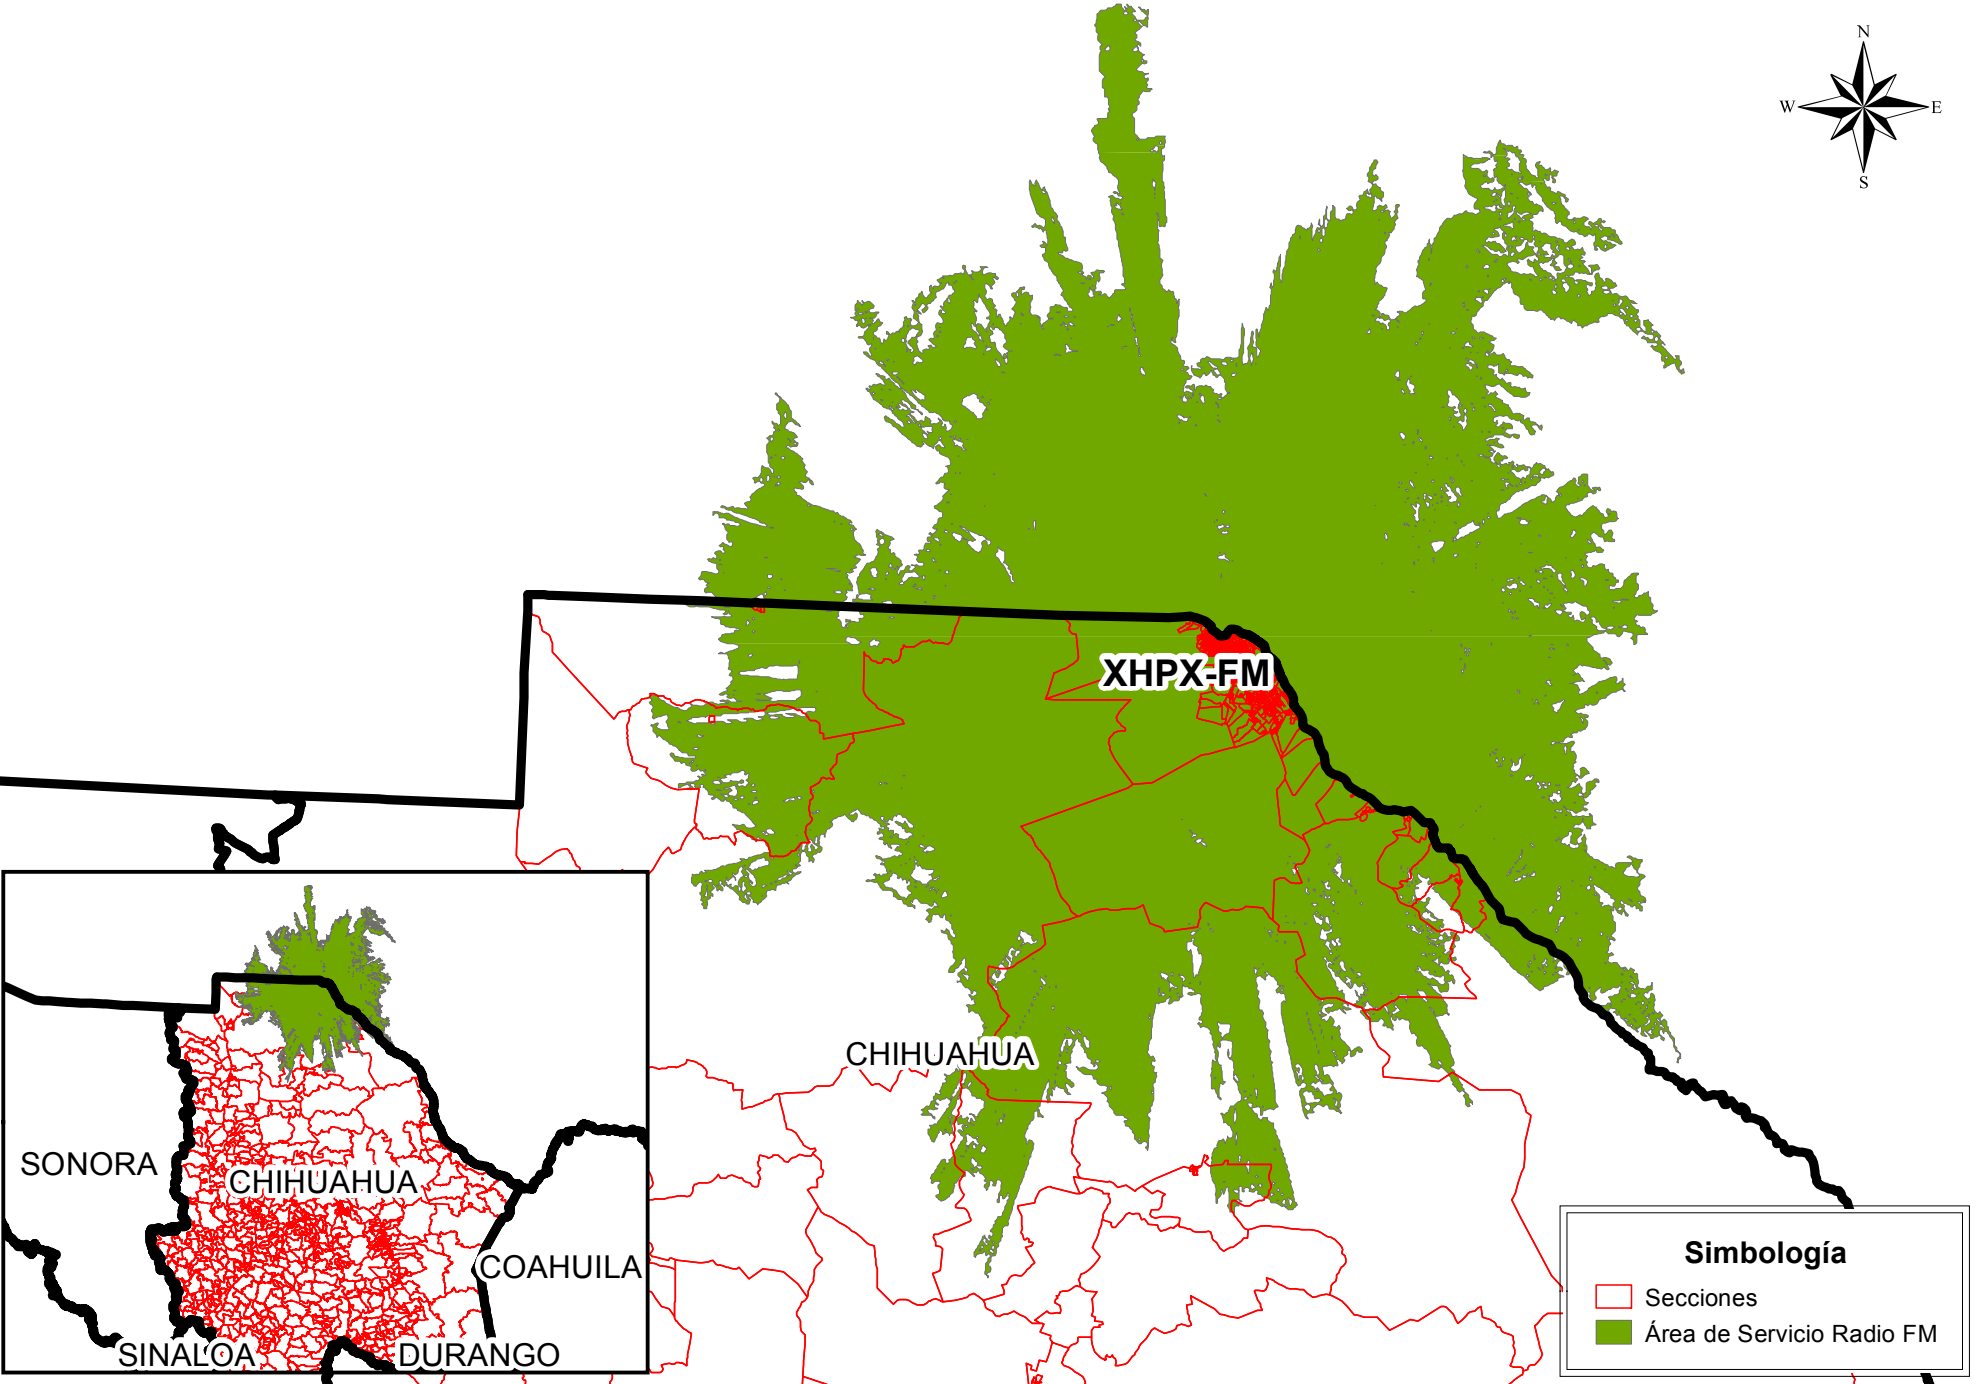 N
W E
S
XHPX-FM
CHIHUAHUA
SONORA
CHIHUAHUA
COAHUILA
SINALOA
DURANGO
Simbología
Secciones
Área de Servicio Radio FM